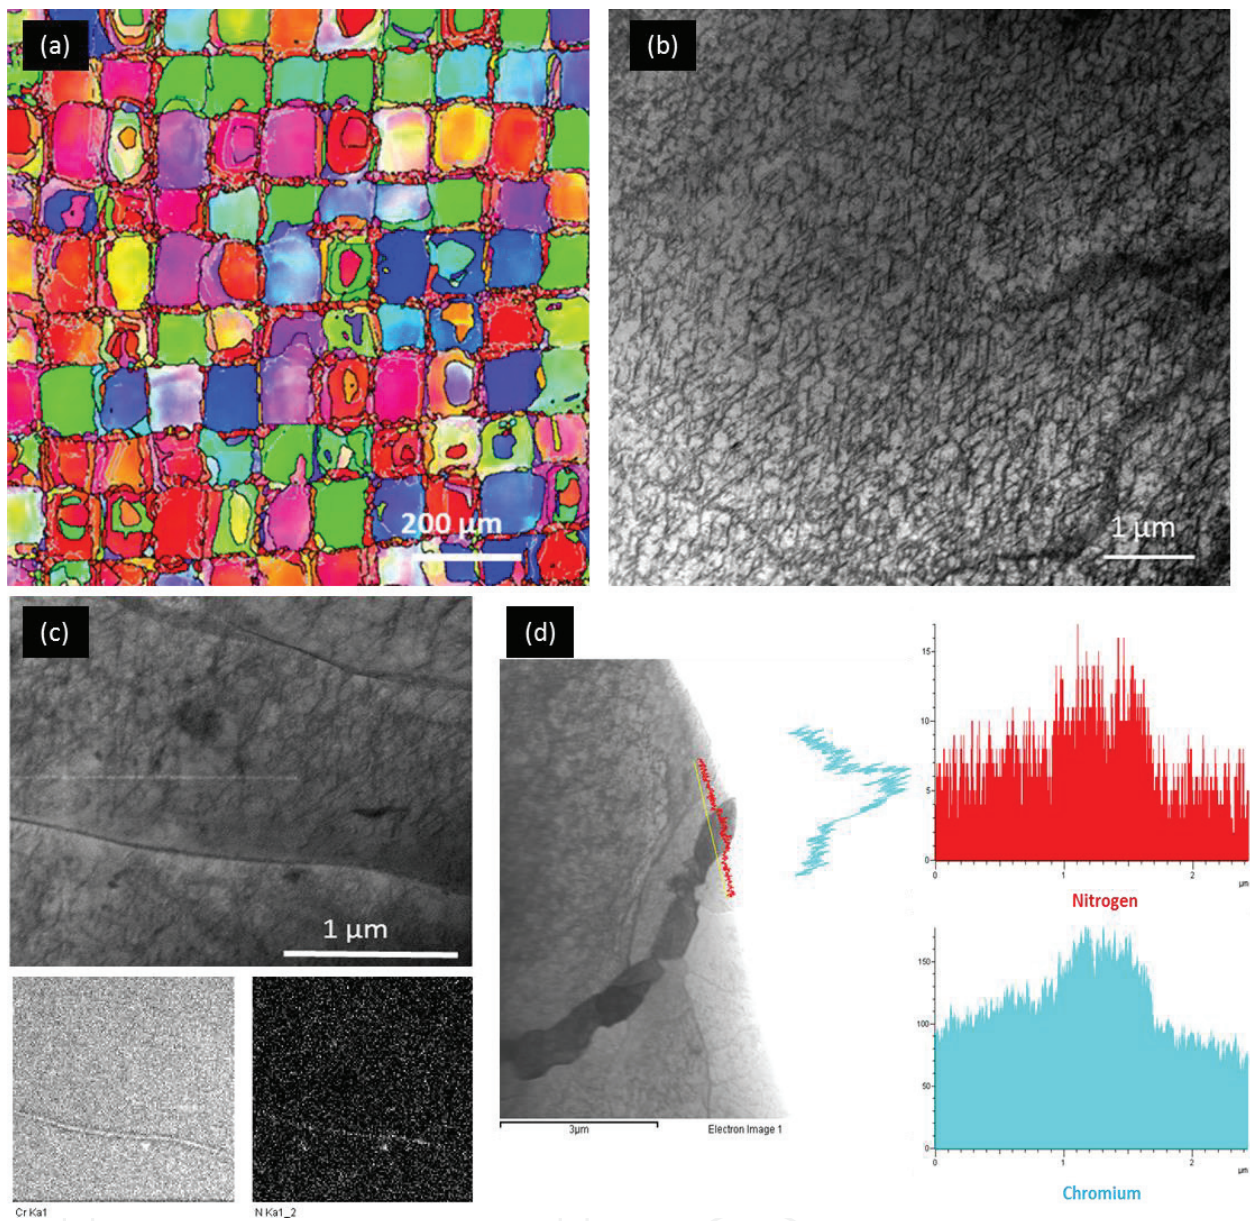 (a)
200 μm
(b)
1 μm
(c)
1 μm
Cr Ka1
N Ka1_2
(d)
3μm
Electron Image 1
15
10
5
0
0
1
2
μm
Nitrogen
150
100
50
0
0
1
2
μm
Chromium